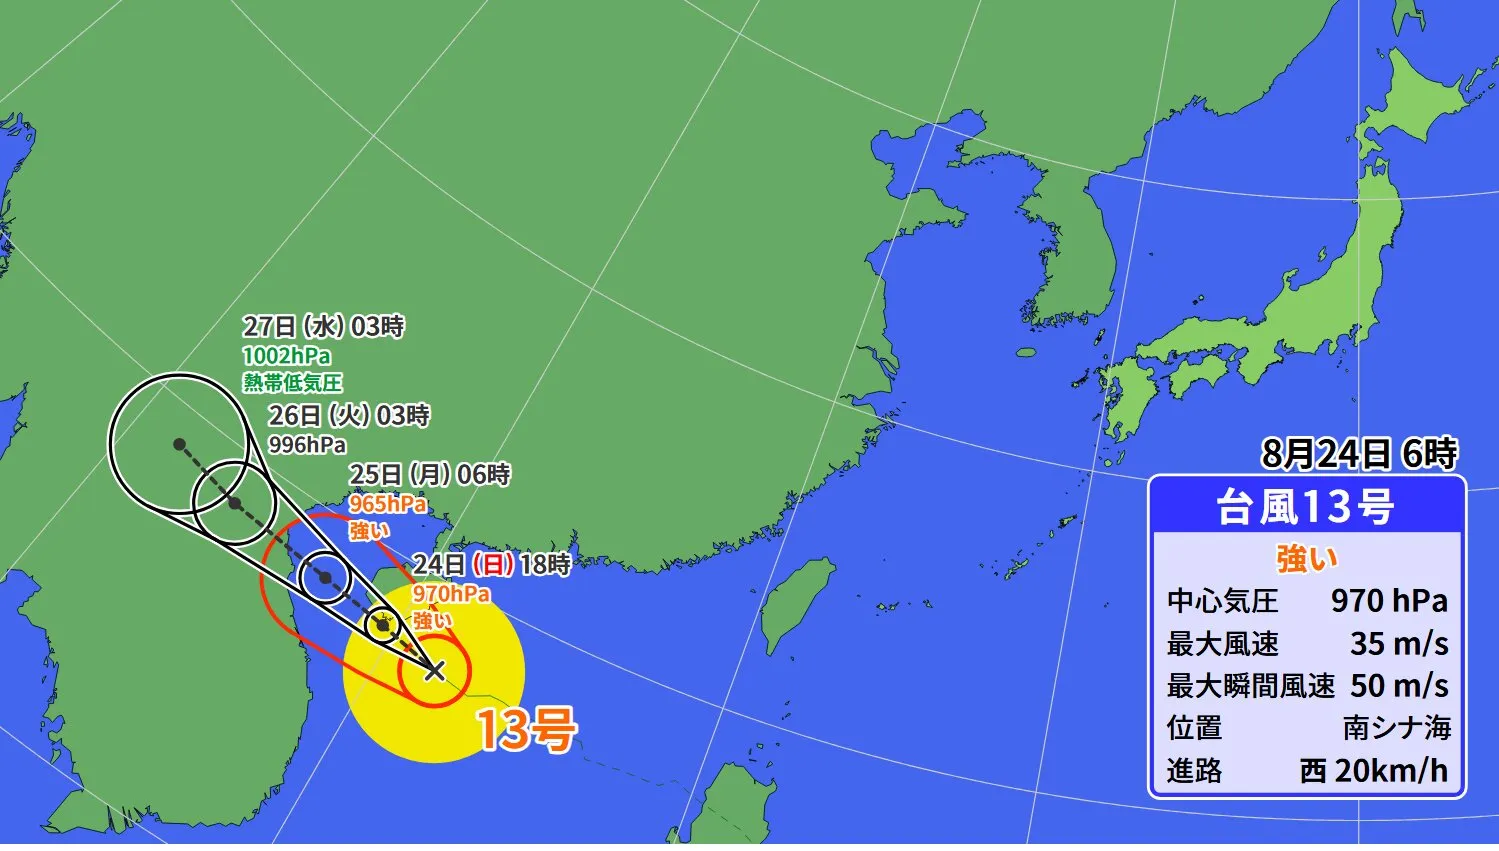 27日（水）03時
1002hPa
熱帯低気圧
26日（火）03時
996hPa
25日（月）06時
965hPa
強い
24日（日）18時
970hPa
強い
13号
8月24日 6時
台風13号
強い
中心気圧 970 hPa
最大風速 35 m/s
最大瞬間風速 50 m/s
位置 南シナ海
進路 西 20km/h